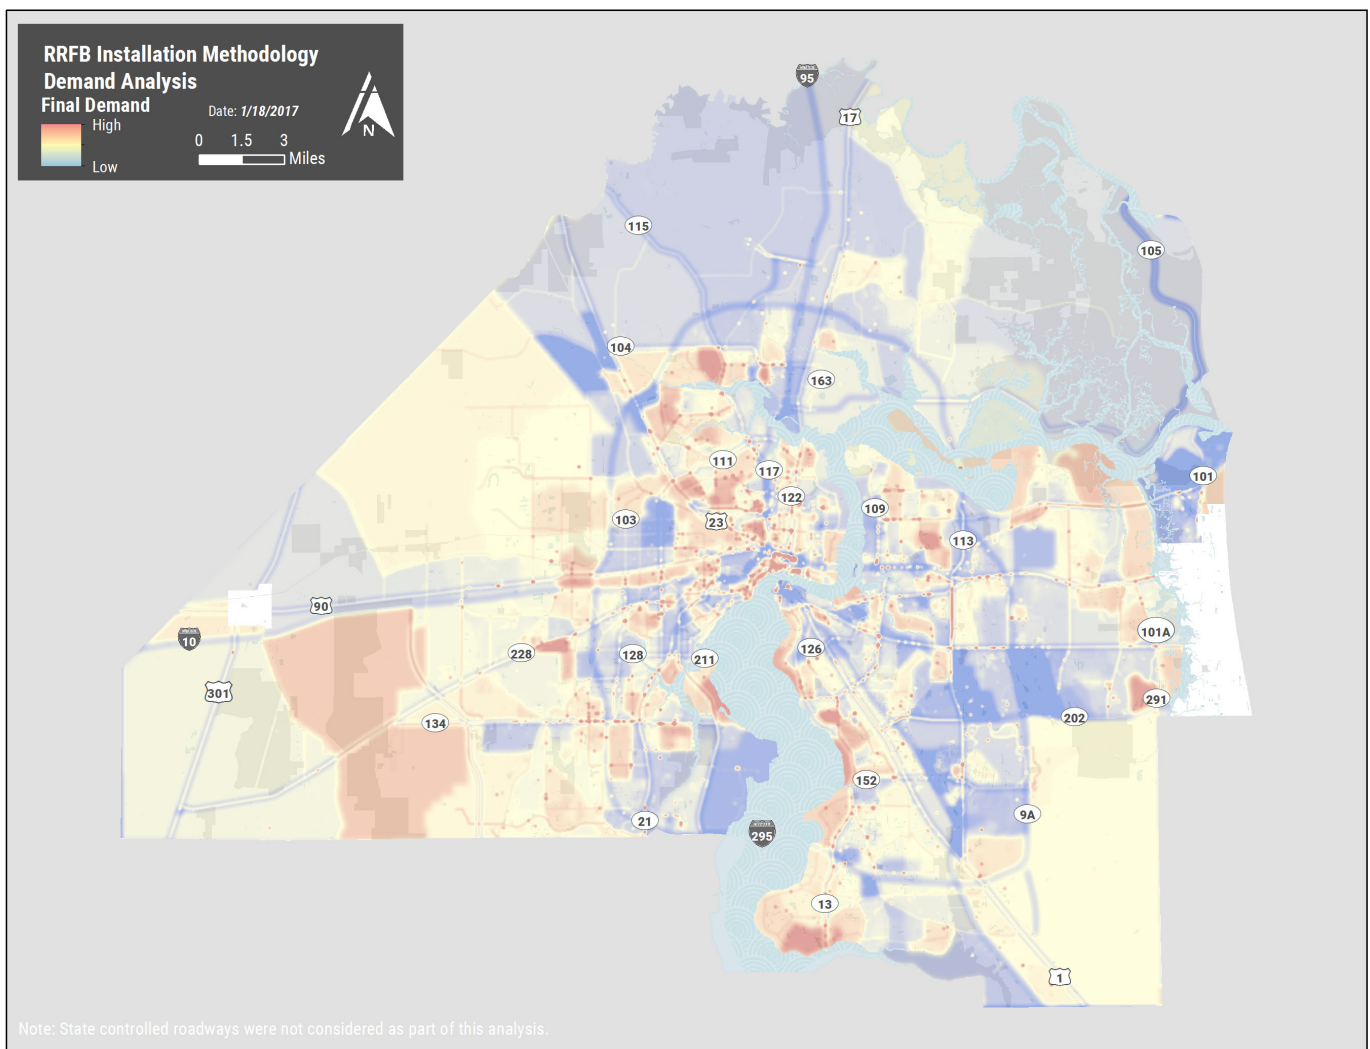 RRFB Installation Methodology
Demand Analysis
Final Demand
Date: 1/18/2017
High
Low
0 1.5 3
Miles
N
95
17
115
105
104
163
111
117
101
122
109
103
23
113
90
10
101A
228
128
211
126
301
291
202
134
152
9A
21
295
13
1
Note: State controlled roadways were not considered as part of this analysis.